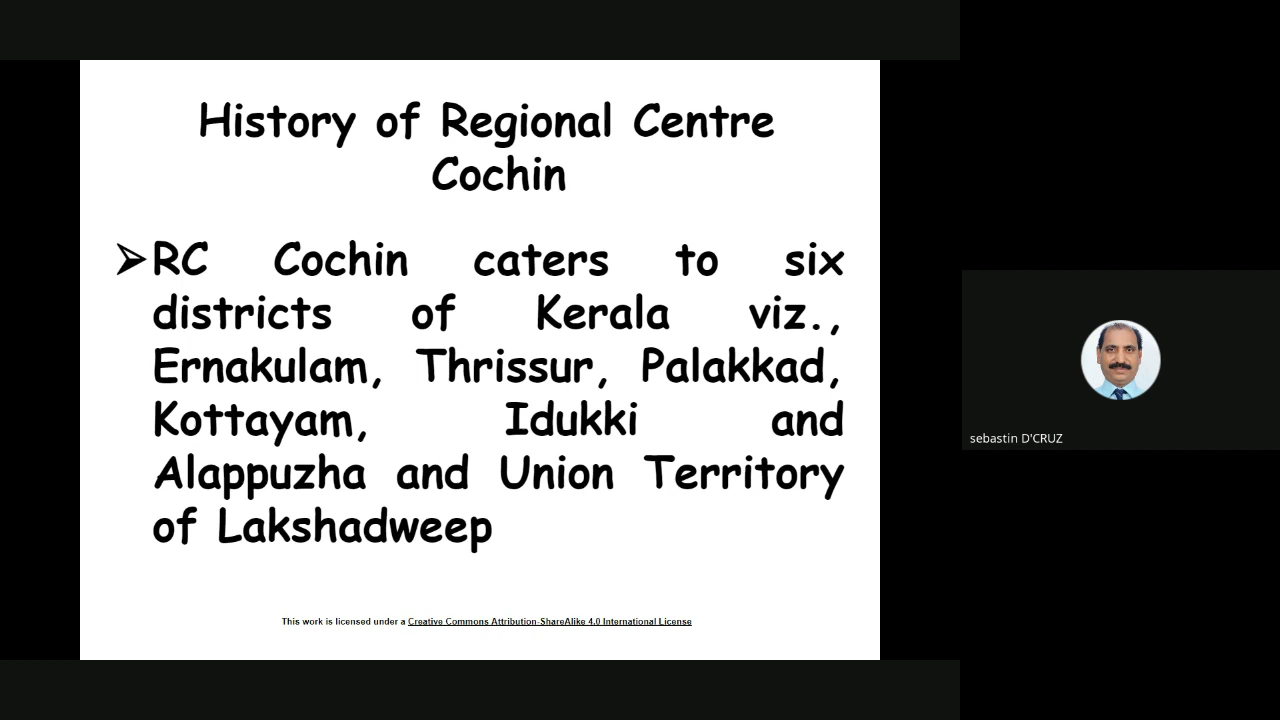 History of Regional Centre
Cochin
➢RC Cochin caters to six
districts of Kerala viz.,
Ernakulam, Thrissur, Palakkad,
Kottayam, Idukki and
Alappuzha and Union Territory
of Lakshadweep
This work is licensed under a Creative Commons Attribution-ShareAlike 4.0 International License
sebastin D'CRUZ